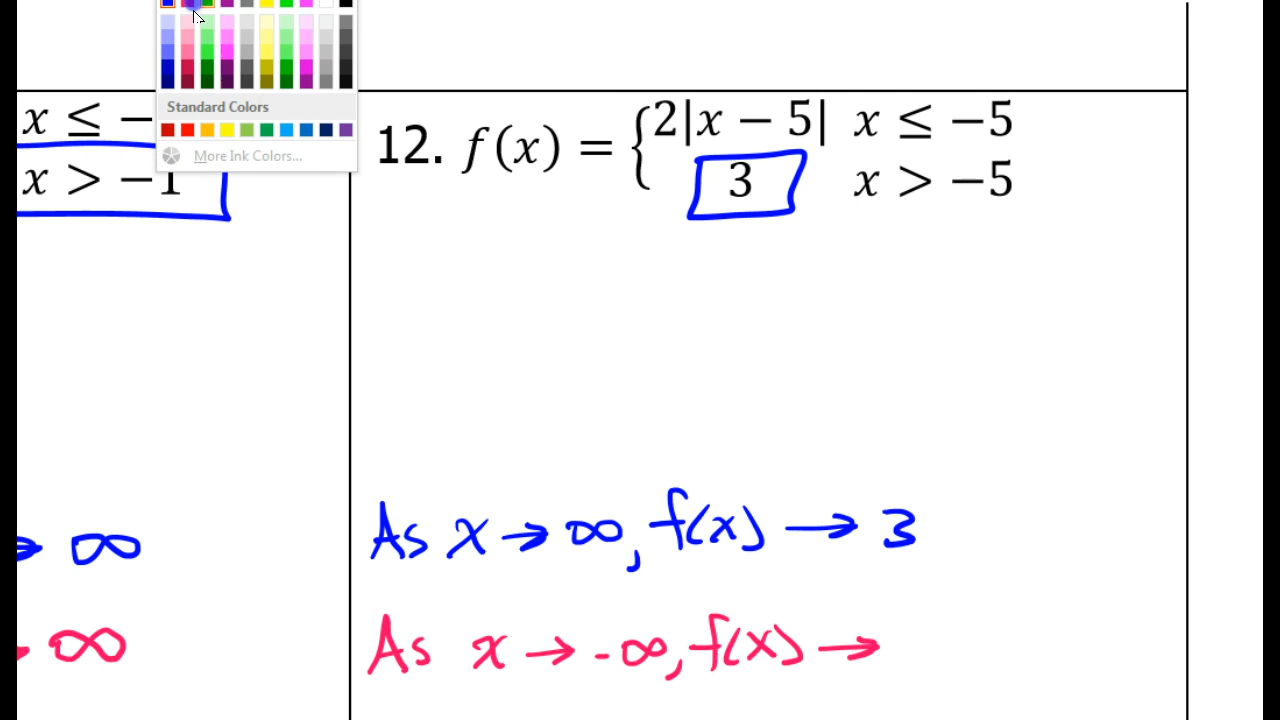 Standard Colors
More Ink Colors...
x ≤ −
x > −1
12. f(x) = { 2|x − 5| x ≤ −5
3 x > −5
→ ∞
As x → ∞, f(x) → 3
∞
As x → -∞, f(x) →